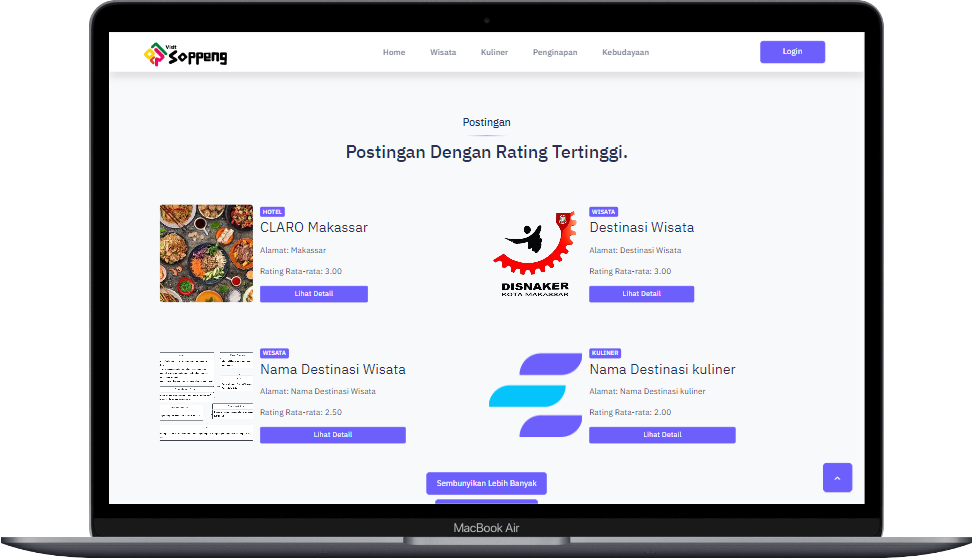 Visit
Soppeng
Home
Wisata
Kuliner
Penginapan
Kebudayaan
Login
Postingan
Postingan Dengan Rating Tertinggi.
HOTEL
CLARO Makassar
Alamat: Makassar
Rating Rata-rata: 3.00
Lihat Detail
DISNAKER
KOTA MAKASSAR
WISATA
Destinasi Wisata
Alamat: Destinasi Wisata
Rating Rata-rata: 3.00
Lihat Detail
WISATA
Nama Destinasi Wisata
Alamat: Nama Destinasi Wisata
Rating Rata-rata: 2.50
Lihat Detail
KULINER
Nama Destinasi kuliner
Alamat: Nama Destinasi kuliner
Rating Rata-rata: 2.00
Lihat Detail
Sembunyikan Lebih Banyak
MacBook Air